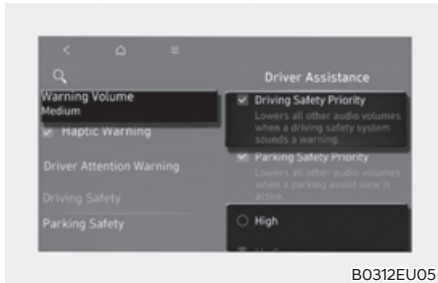 Driver Assistance
Warning Volume
Medium
Haptic Warning
Driver Attention Warning
Driving Safety
Parking Safety
Driving Safety Priority
Lowers all other audio volumes
when a driving safety system
sounds a warning.
Parking Safety Priority
Lowers all other audio volumes
when a parking assist view is
active.
High
B0312EU05